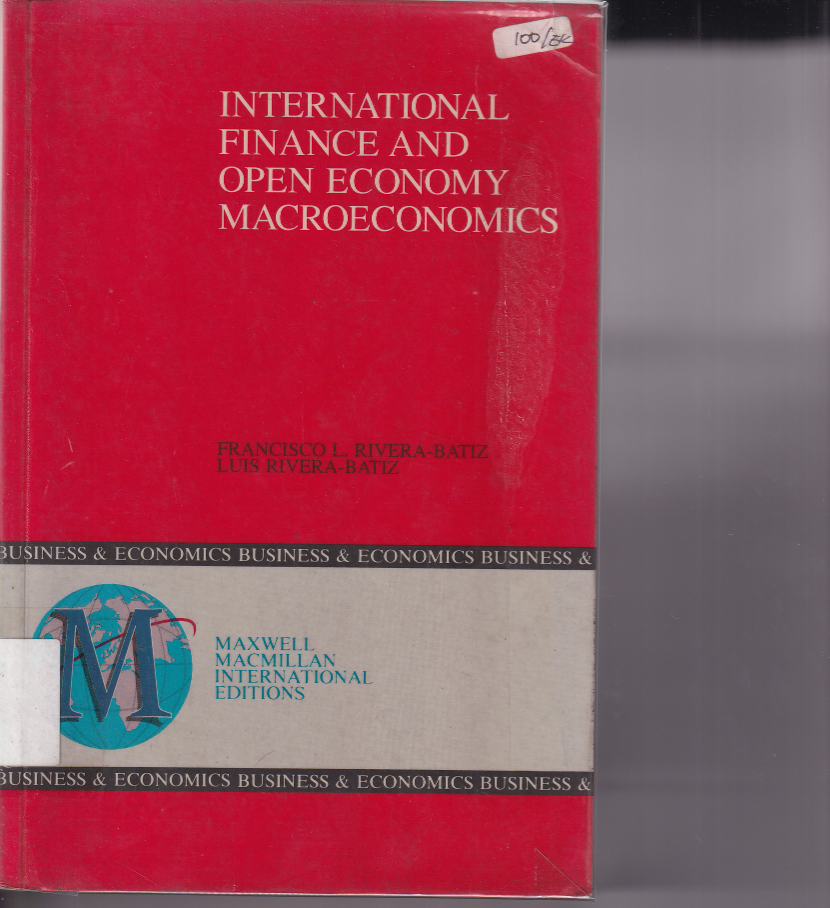 100/EK
INTERNATIONAL
FINANCE AND
OPEN ECONOMY
MACROECONOMICS
FRANCISCO L. RIVERA-BATIZ
LUIS RIVERA-BATIZ
BUSINESS & ECONOMICS BUSINESS & ECONOMICS BUSINESS &
M
MAXWELL
MACMILLAN
INTERNATIONAL
EDITIONS
BUSINESS & ECONOMICS BUSINESS & ECONOMICS BUSINESS &